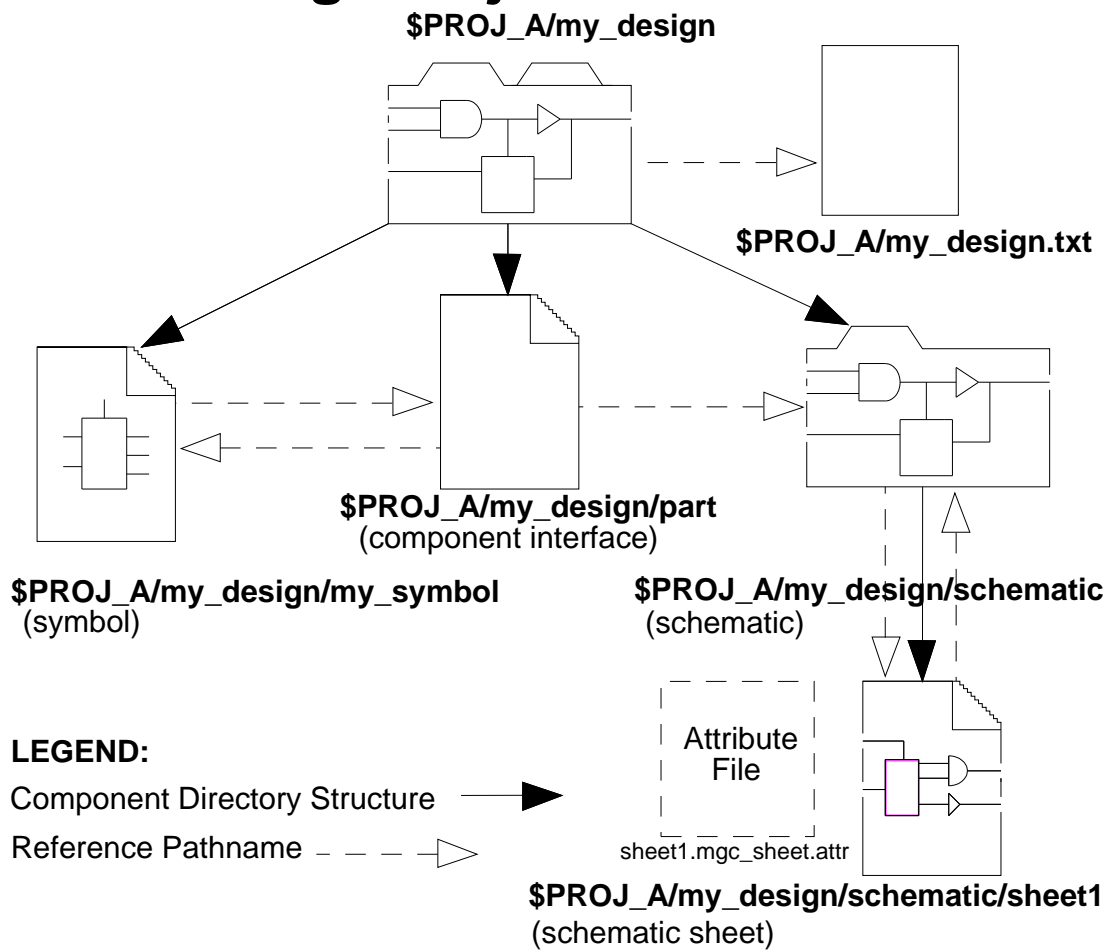 $PROJ_A/my_design
$PROJ_A/my_design.txt
$PROJ_A/my_design/part
(component interface)
$PROJ_A/my_design/my_symbol
(symbol)
$PROJ_A/my_design/schematic
(schematic)
Attribute
File
sheet1.mgc_sheet.attr
$PROJ_A/my_design/schematic/sheet1
(schematic sheet)
LEGEND:
Component Directory Structure
Reference Pathname